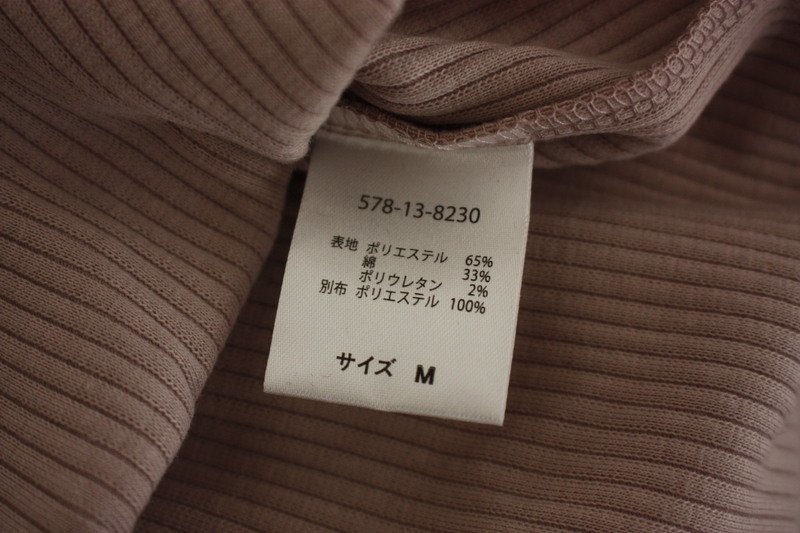 578-13-8230
表地 ポリエステル 65%
綿 33%
ポリウレタン 2%
別布 ポリエステル 100%
サイズ M